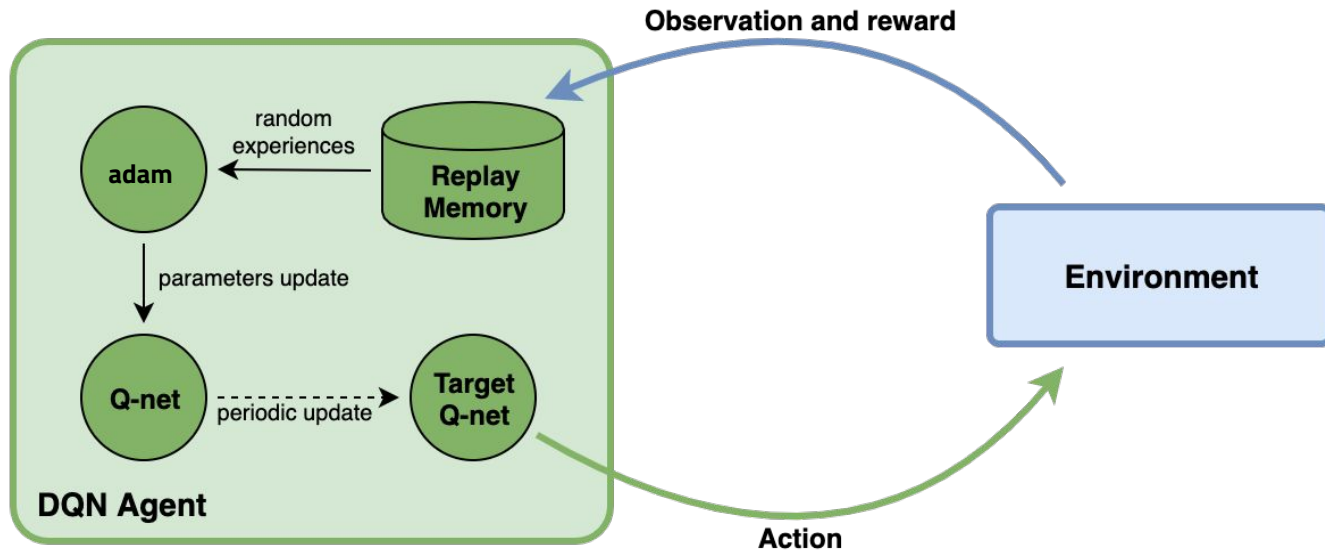 Observation and reward
random
experiences
adam
Replay
Memory
Environment
parameters update
Q-net
periodic update
Target
Q-net
DQN Agent
Action